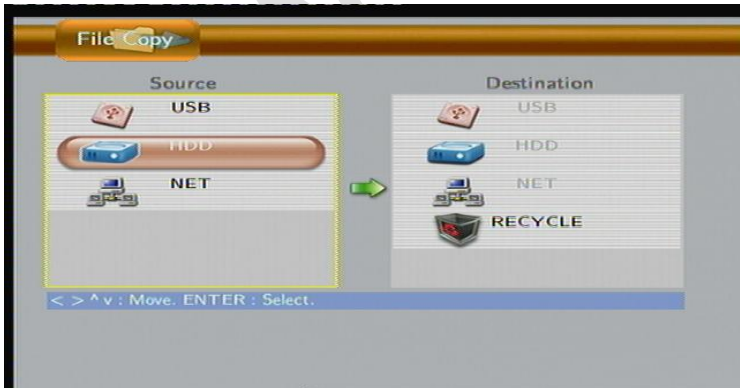 File Copy
Source
USB
HDD
NET
Destination
USB
HDD
NET
RECYCLE
< > ^ v : Move. ENTER : Select.